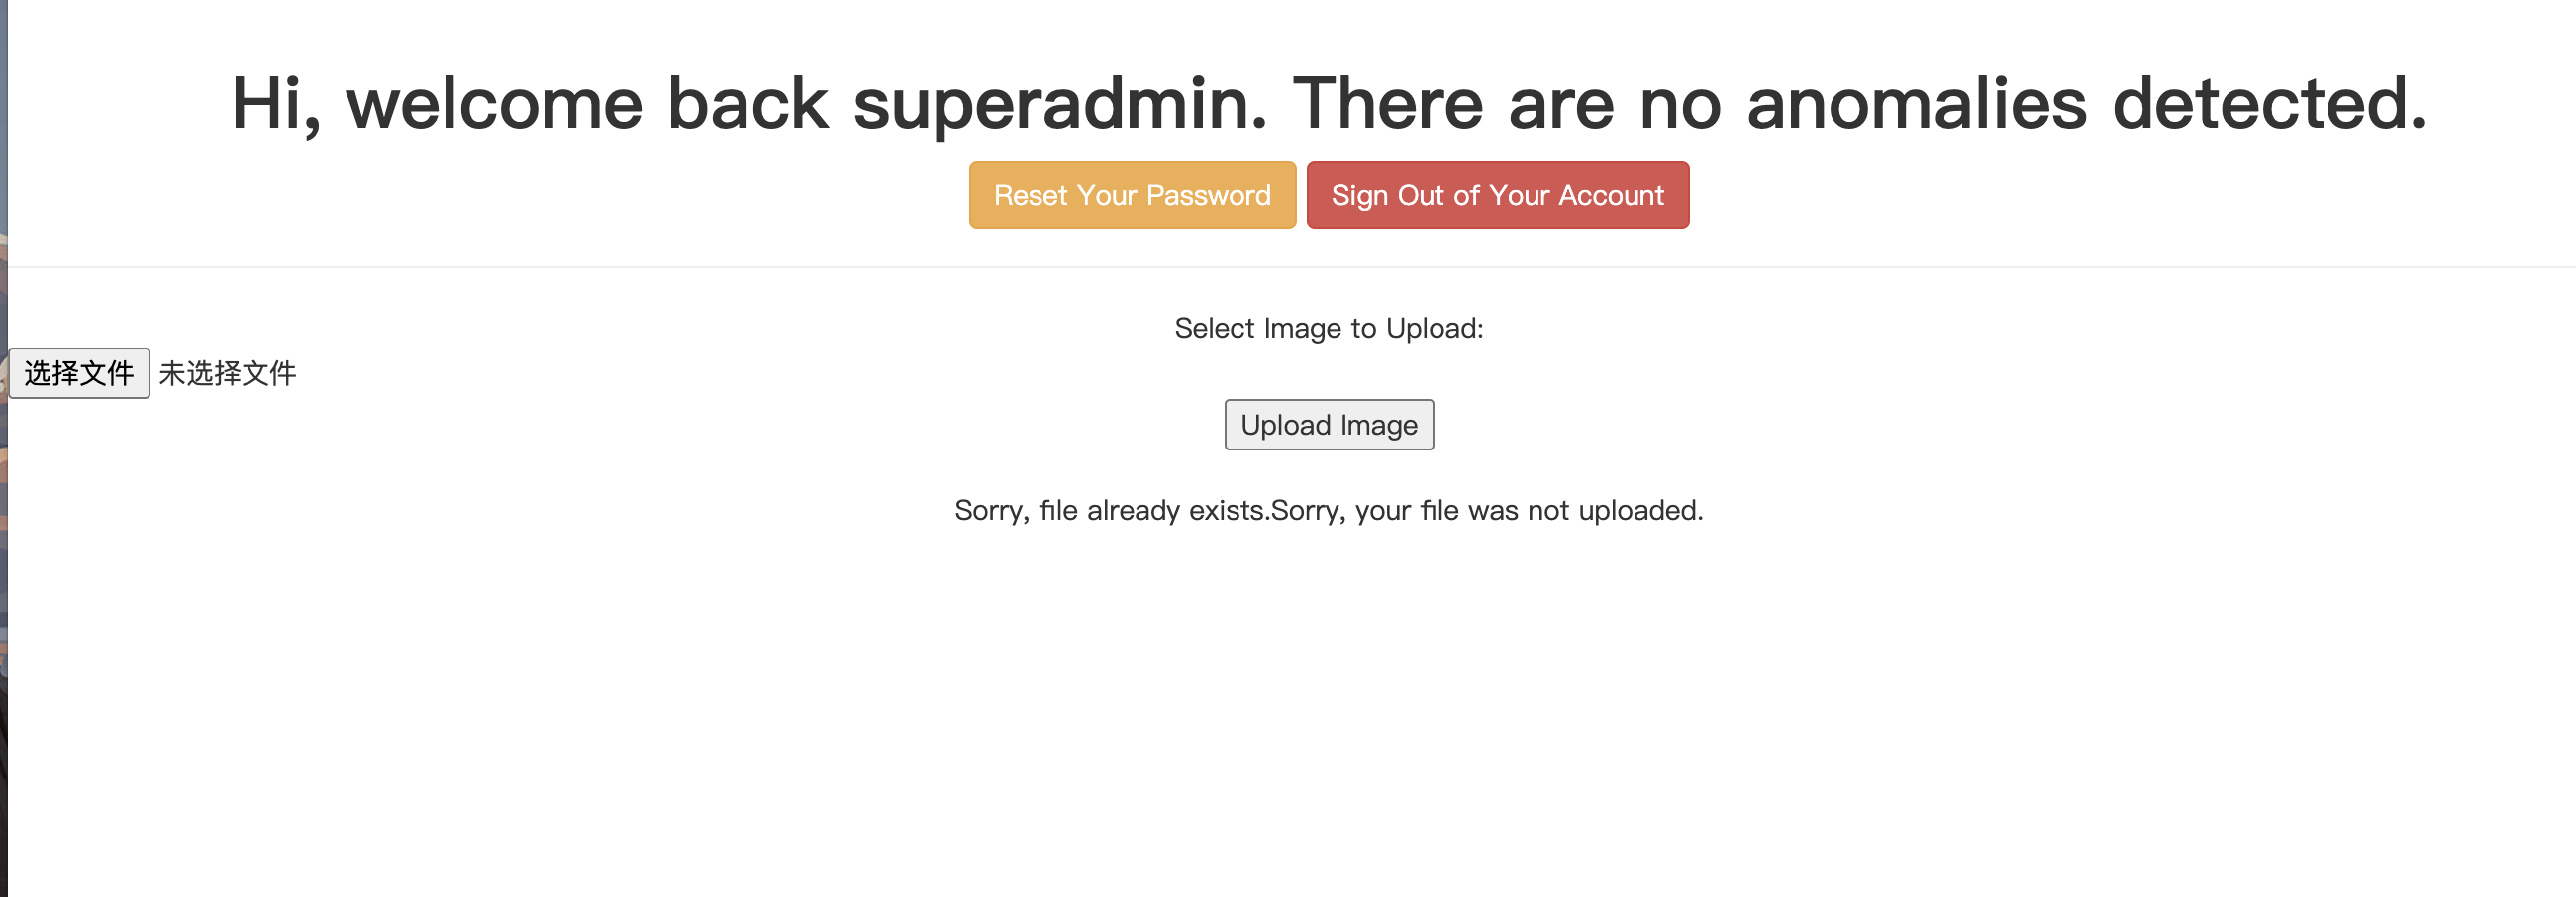 Hi, welcome back superadmin. There are no anomalies detected.
Reset Your Password Sign Out of Your Account
Select Image to Upload:
选择文件 未选择文件
Upload Image
Sorry, file already exists.Sorry, your file was not uploaded.